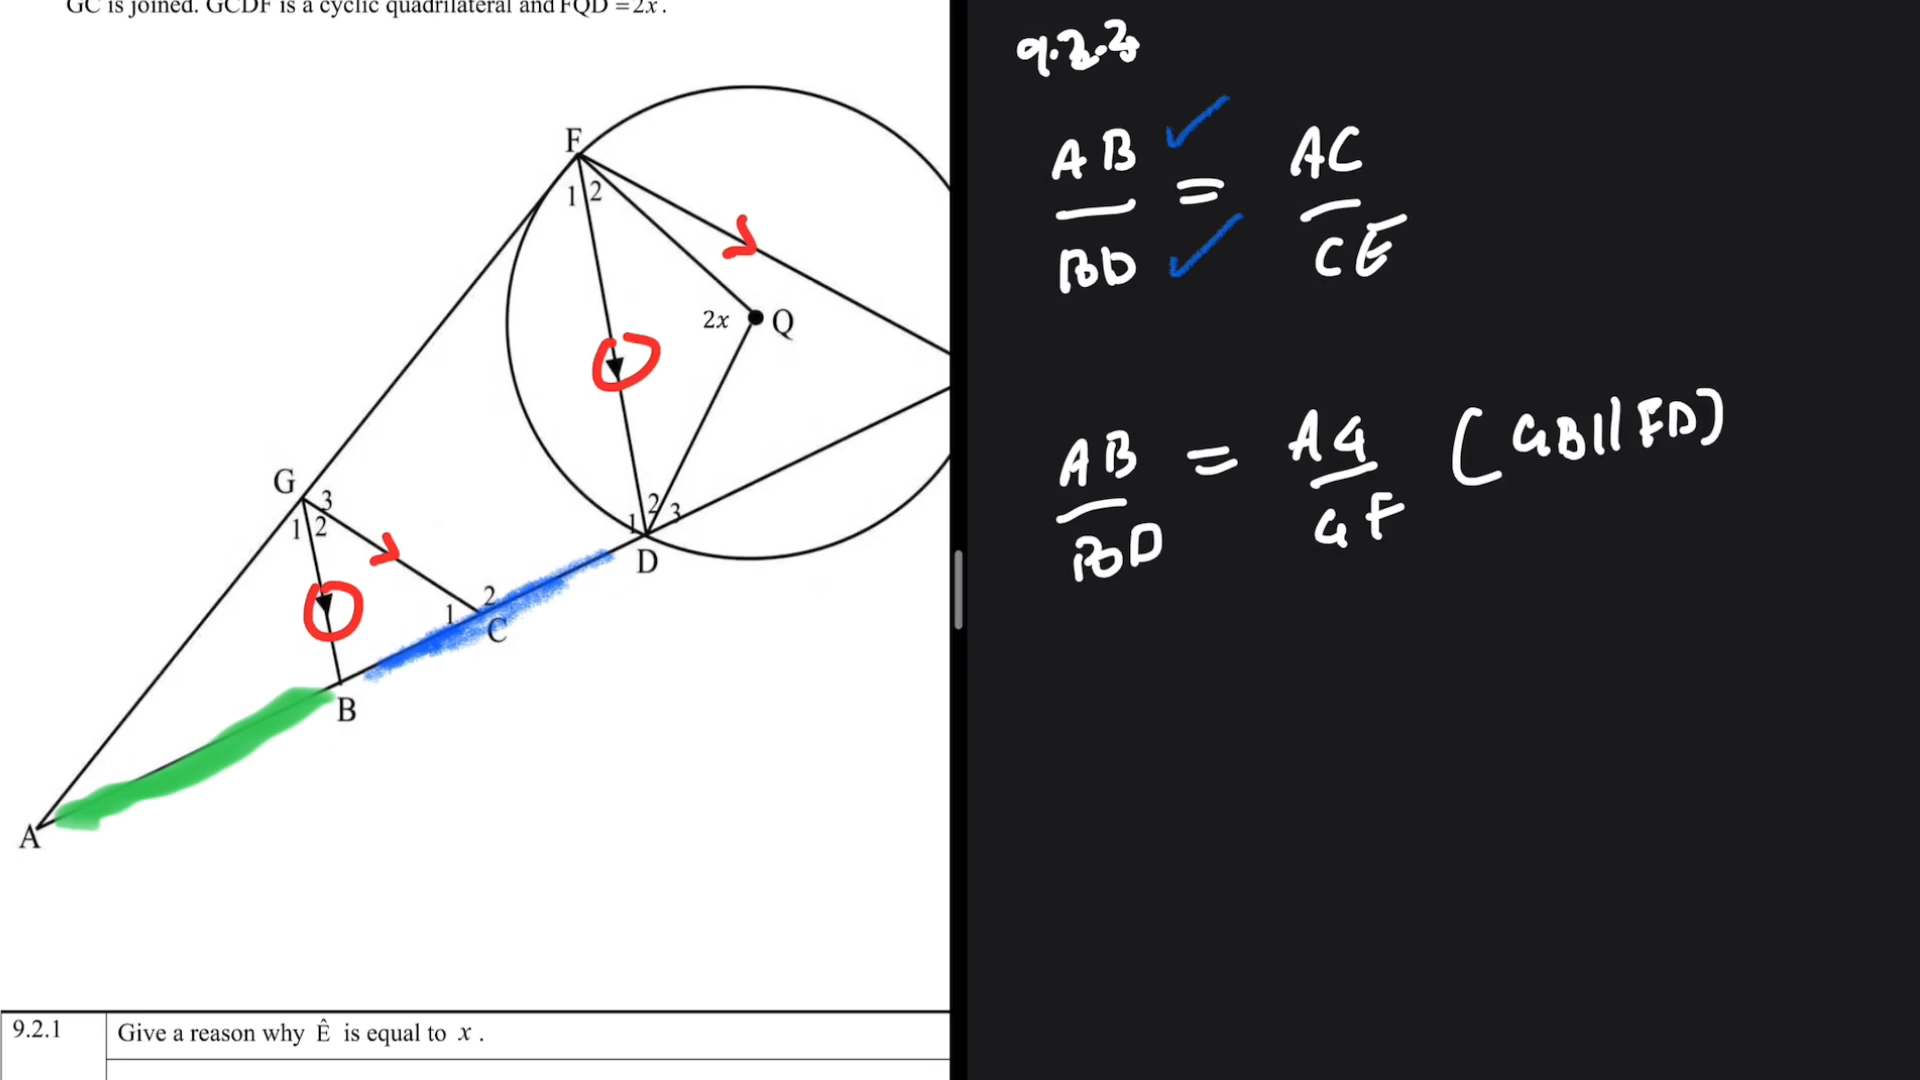 GC is joined. GCDF is a cyclic quadrilateral and FQD = 2x.
F
1 2
2x Q
G
3
1 2
2
1 3
D
2
1
C
B
A
9.2.1 Give a reason why Ê is equal to x.
9.2.3
AB/BD = AC/CE
AB/BD = AG/GF (GB||FD)